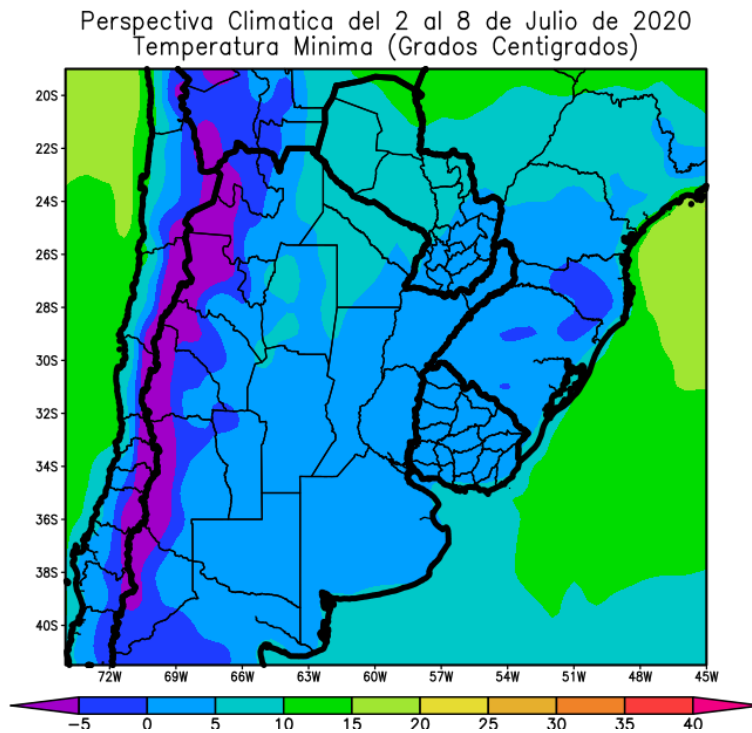 Perspectiva Climatica del 2 al 8 de Julio de 2020
Temperatura Minima (Grados Centigrados)
20S
22S
24S
26S
28S
30S
32S
34S
36S
38S
40S
72W 69W 66W 63W 60W 57W 54W 51W 48W 45W
−5 0 5 10 15 20 25 30 35 40